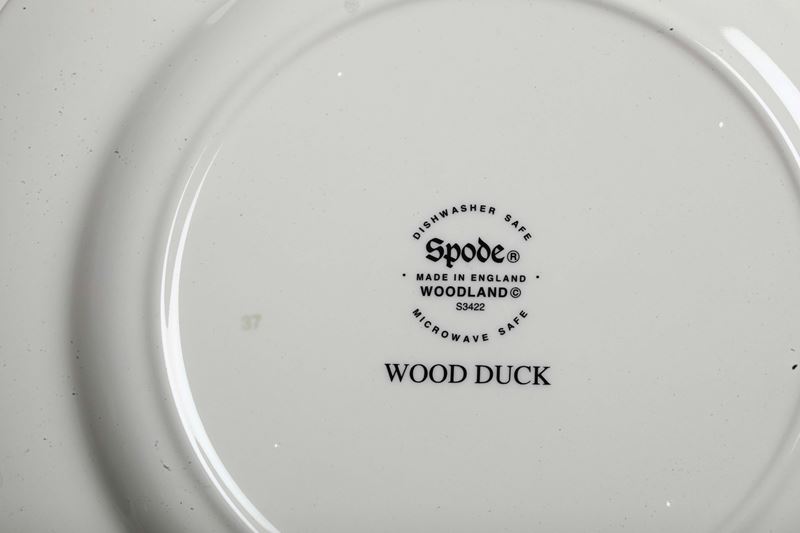 DISHWASHER SAFE
Spode®
· MADE IN ENGLAND ·
WOODLAND©
S3422
MICROWAVE SAFE
WOOD DUCK
37